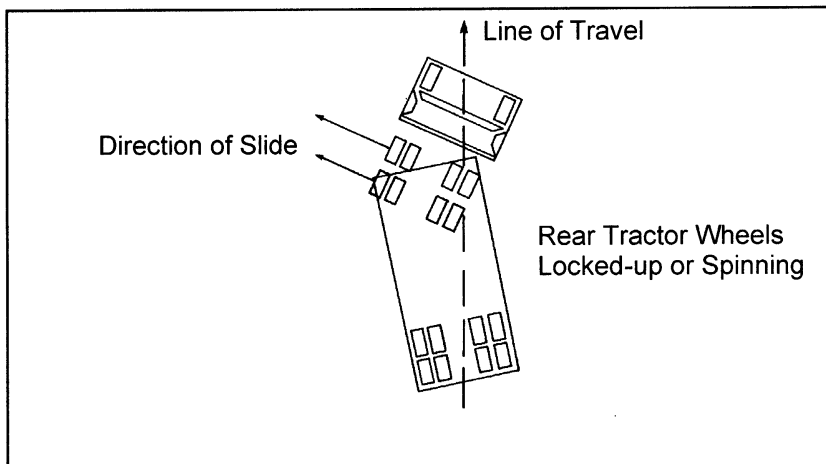 Line of Travel
Direction of Slide
Rear Tractor Wheels
Locked-up or Spinning